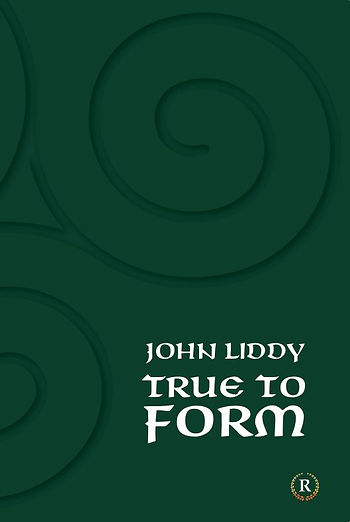 JOHN LIDDY
TRUE TO
FORM
R